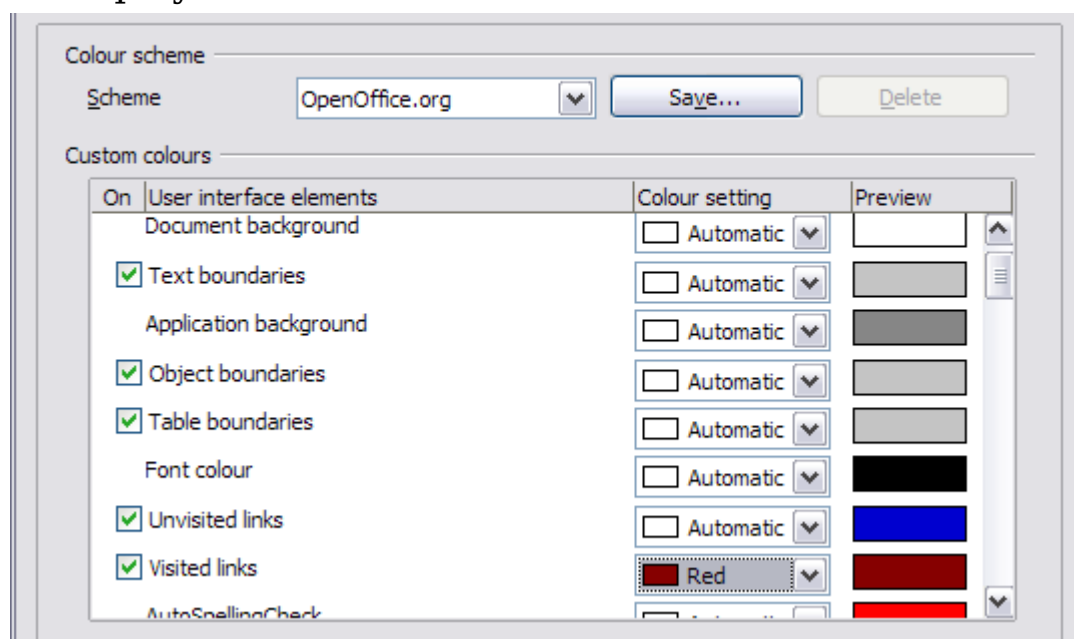 Colour scheme
Scheme OpenOffice.org Save... Delete
Custom colours
On User interface elements Colour setting Preview
Document background Automatic
Text boundaries Automatic
Application background Automatic
Object boundaries Automatic
Table boundaries Automatic
Font colour Automatic
Unvisited links Automatic
Visited links Red
AutoSpellingCheck